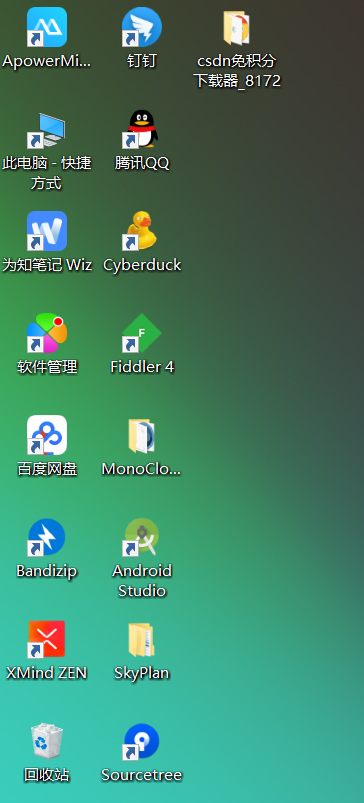 ApowerMi...
钉钉
csdn免积分
下载器_8172
此电脑 - 快捷
方式
腾讯QQ
为知笔记 Wiz
Cyberduck
软件管理
Fiddler 4
百度网盘
MonoClo...
Bandizip
Android
Studio
XMind ZEN
SkyPlan
回收站
Sourcetree